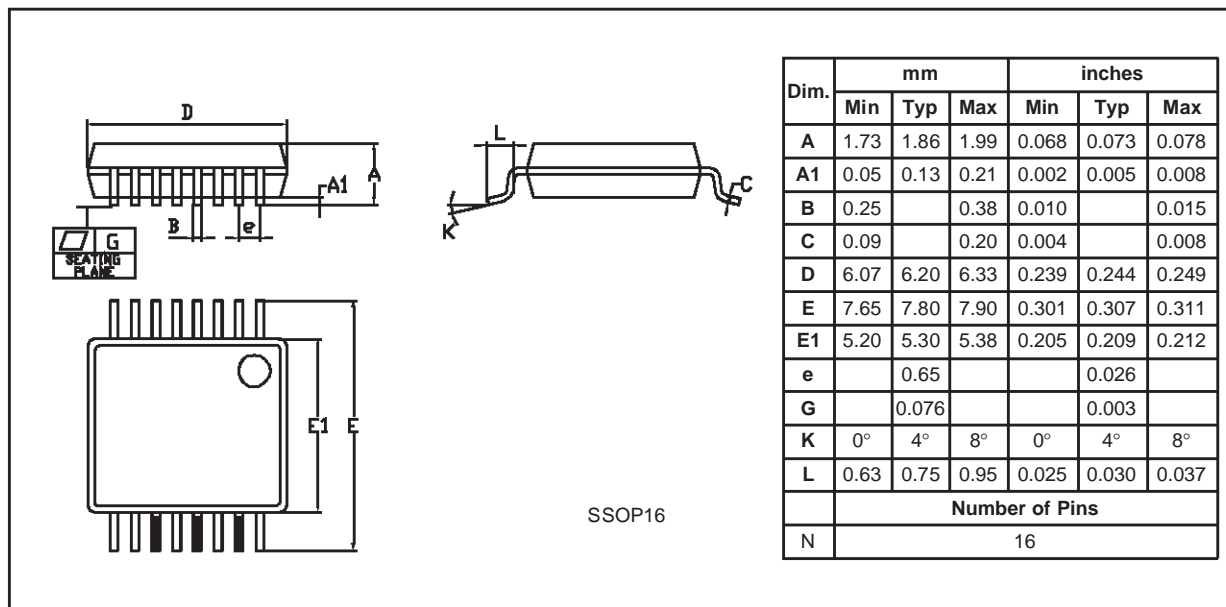 D
A1
A
B
e
G
SEATING
PLANE
L
C
K
E1
E
SSOP16
Dim. mm inches
Min Typ Max Min Typ Max
A 1.73 1.86 1.99 0.068 0.073 0.078
A1 0.05 0.13 0.21 0.002 0.005 0.008
B 0.25 0.38 0.010 0.015
C 0.09 0.20 0.004 0.008
D 6.07 6.20 6.33 0.239 0.244 0.249
E 7.65 7.80 7.90 0.301 0.307 0.311
E1 5.20 5.30 5.38 0.205 0.209 0.212
e 0.65 0.026
G 0.076 0.003
K 0° 4° 8° 0° 4° 8°
L 0.63 0.75 0.95 0.025 0.030 0.037
Number of Pins
N 16